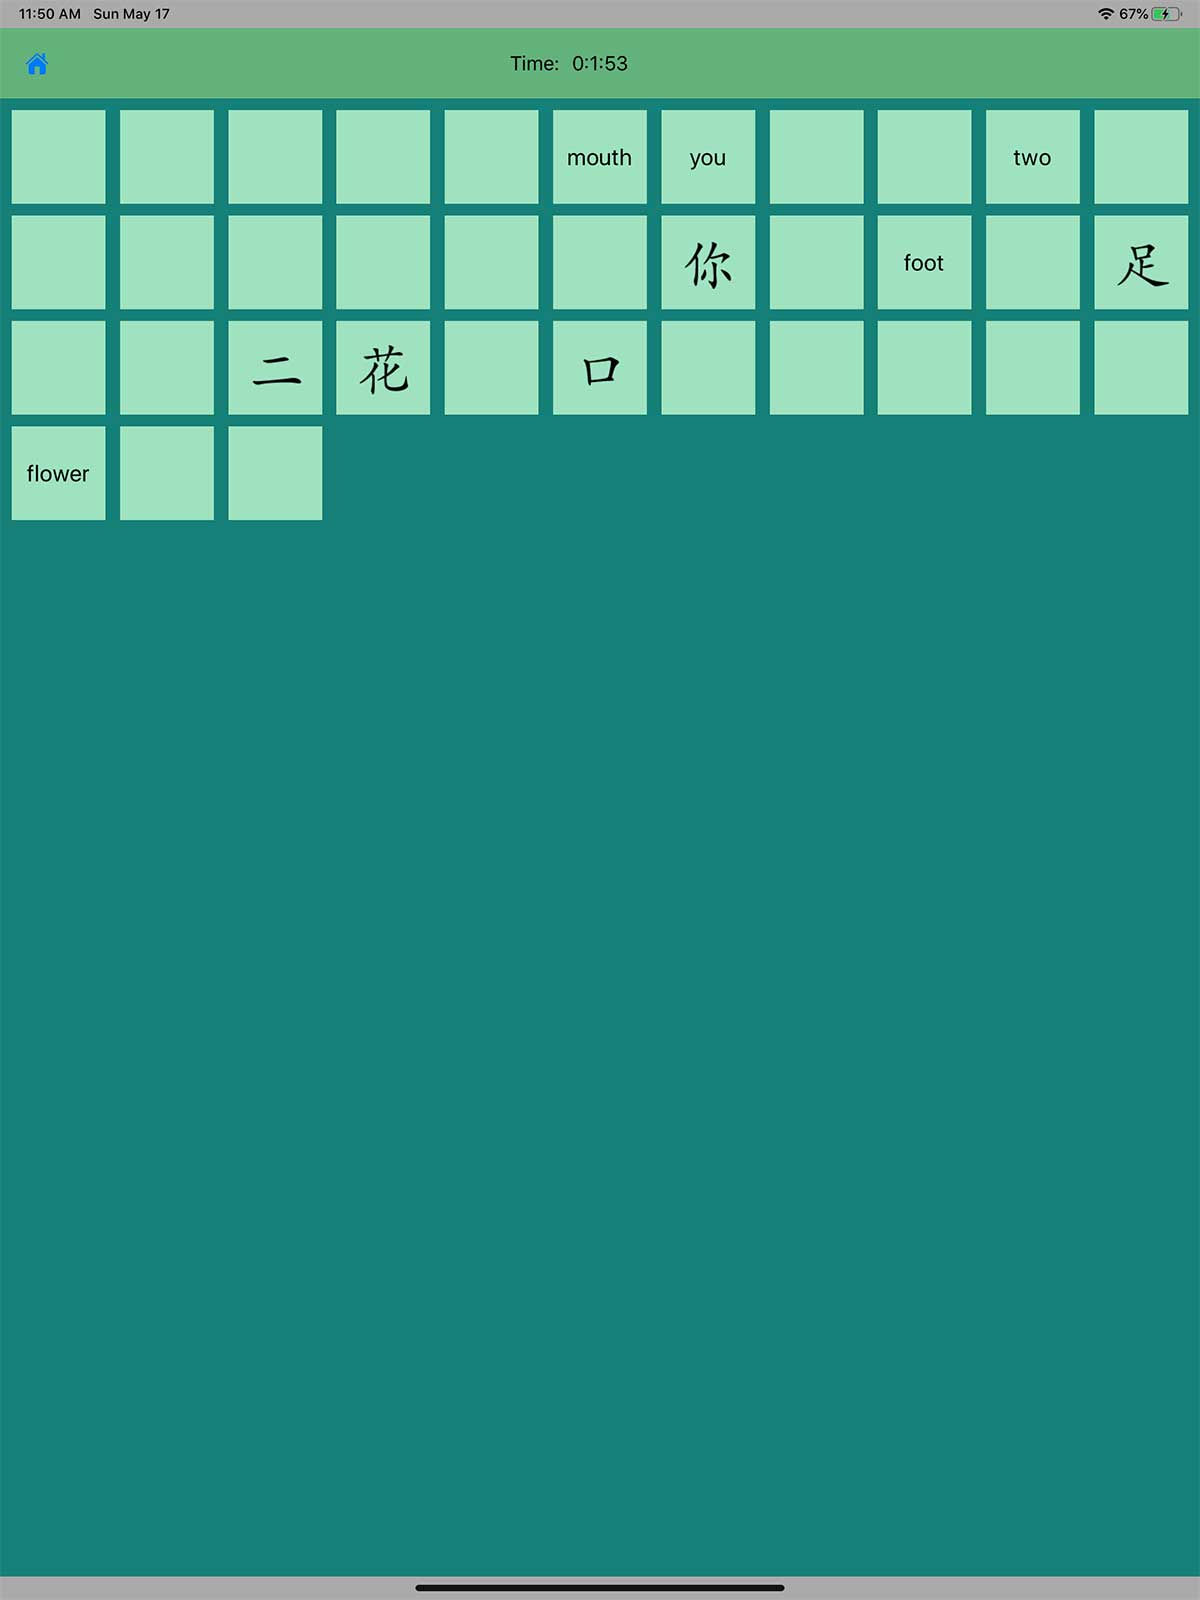 11:50 AM Sun May 17 67%
Time: 0:1:53
mouth you two
你 foot 足
二 花 口
flower